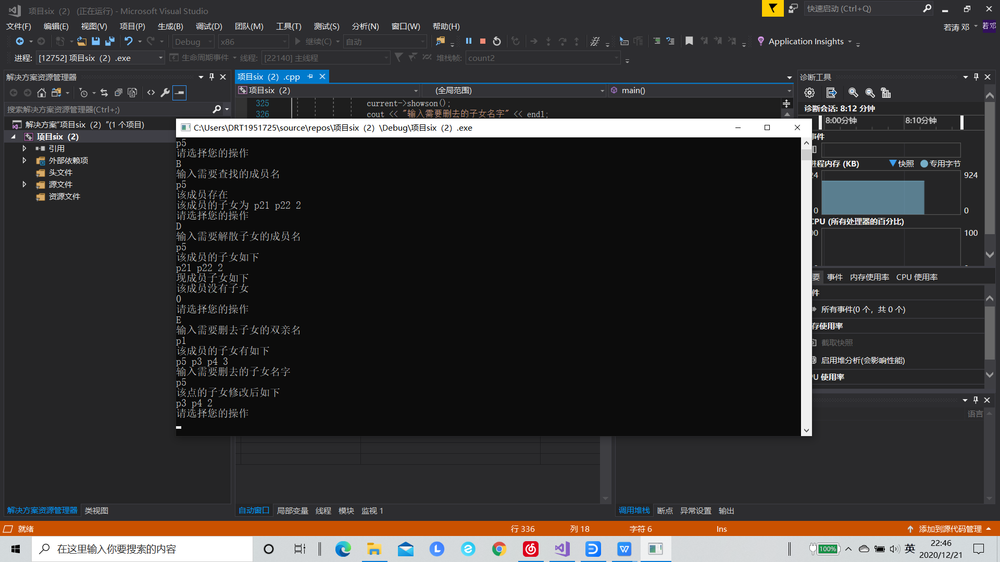 项目six（2） (正在运行) - Microsoft Visual Studio
快速启动 (Ctrl+Q)
文件(F) 编辑(E) 视图(V) 项目(P) 生成(B) 调试(D) 团队(M) 工具(T) 测试(S) 分析(N) 窗口(W) 帮助(H)
若涛 邓 若邓
Debug x86 继续(C) 自动 Application Insights
进程: [12752] 项目six（2）.exe 生命周期事件 线程: [22140] 主线程 堆栈帧: count2
解决方案资源管理器
搜索解决方案资源管理器(Ctrl+;)
解决方案"项目six（2）"(1 个项目)
项目six（2）
引用
外部依赖项
头文件
源文件
资源文件
解决方案资源管理器 类视图
项目six（2）.cpp
项目six（2） (全局范围) main()
325 current->showson();
326 cout << "输入需要删去的子女名字" << endl;
C:\Users\DRT1951725\source\repos\项目six（2）\Debug\项目six（2）.exe
p5
请选择您的操作
B
输入需要查找的成员名
p5
该成员存在
该成员的子女为 p21 p22 2
请选择您的操作
D
输入需要解散子女的成员名
p5
该成员的子女如下
p21 p22 2
现成员子女如下
该成员没有子女
0
请选择您的操作
E
输入需要删去子女的双亲名
p1
该成员的子女有如下
p5 p3 p4 3
输入需要删去的子女名字
p5
该点的子女修改后如下
p3 p4 2
请选择您的操作
诊断工具
诊断会话: 8:12 分钟
8:00分钟 8:10分钟
事件
进程内存 (KB) 快照 专用字节
24 924
0 0
CPU (所有处理器的百分比)
00 100
要 事件 内存使用率 CPU 使用率
件
所有事件(0 个，共 0 个)
存使用率
截取快照
启用堆分析(会影响性能)
PU 使用率
语言
自动窗口 局部变量 线程 模块 监视 1
调用堆栈 断点 异常设置 输出
就绪 行 336 列 18 字符 6 Ins 添加到源代码管理
在这里输入你要搜索的内容
100% 英 22:46
2020/12/21